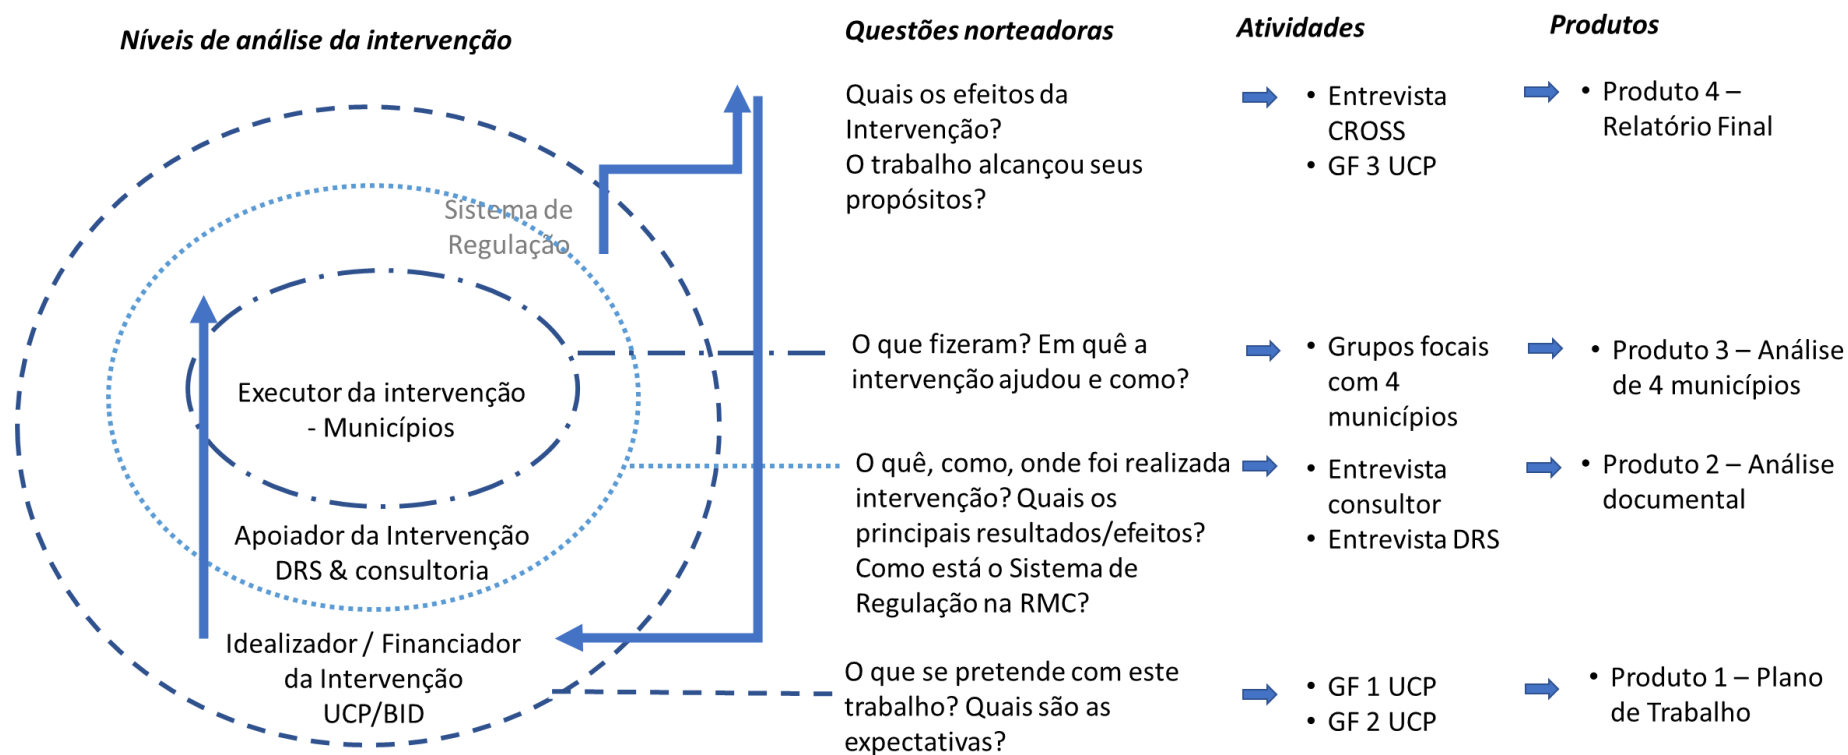 Níveis de análise da intervenção
Questões norteadoras
Atividades
Produtos
Sistema de
Regulação
Executor da intervenção
- Municípios
Apoiador da Intervenção
DRS & consultoria
Idealizador / Financiador
da Intervenção
UCP/BID
Quais os efeitos da
Intervenção?
O trabalho alcançou seus
propósitos?
• Entrevista
CROSS
• GF 3 UCP
• Produto 4 –
Relatório Final
O que fizeram? Em quê a
intervenção ajudou e como?
• Grupos focais
com 4
municípios
• Produto 3 – Análise
de 4 municípios
O quê, como, onde foi realizada
intervenção? Quais os
principais resultados/efeitos?
Como está o Sistema de
Regulação na RMC?
• Entrevista
consultor
• Entrevista DRS
• Produto 2 – Análise
documental
O que se pretende com este
trabalho? Quais são as
expectativas?
• GF 1 UCP
• GF 2 UCP
• Produto 1 – Plano
de Trabalho